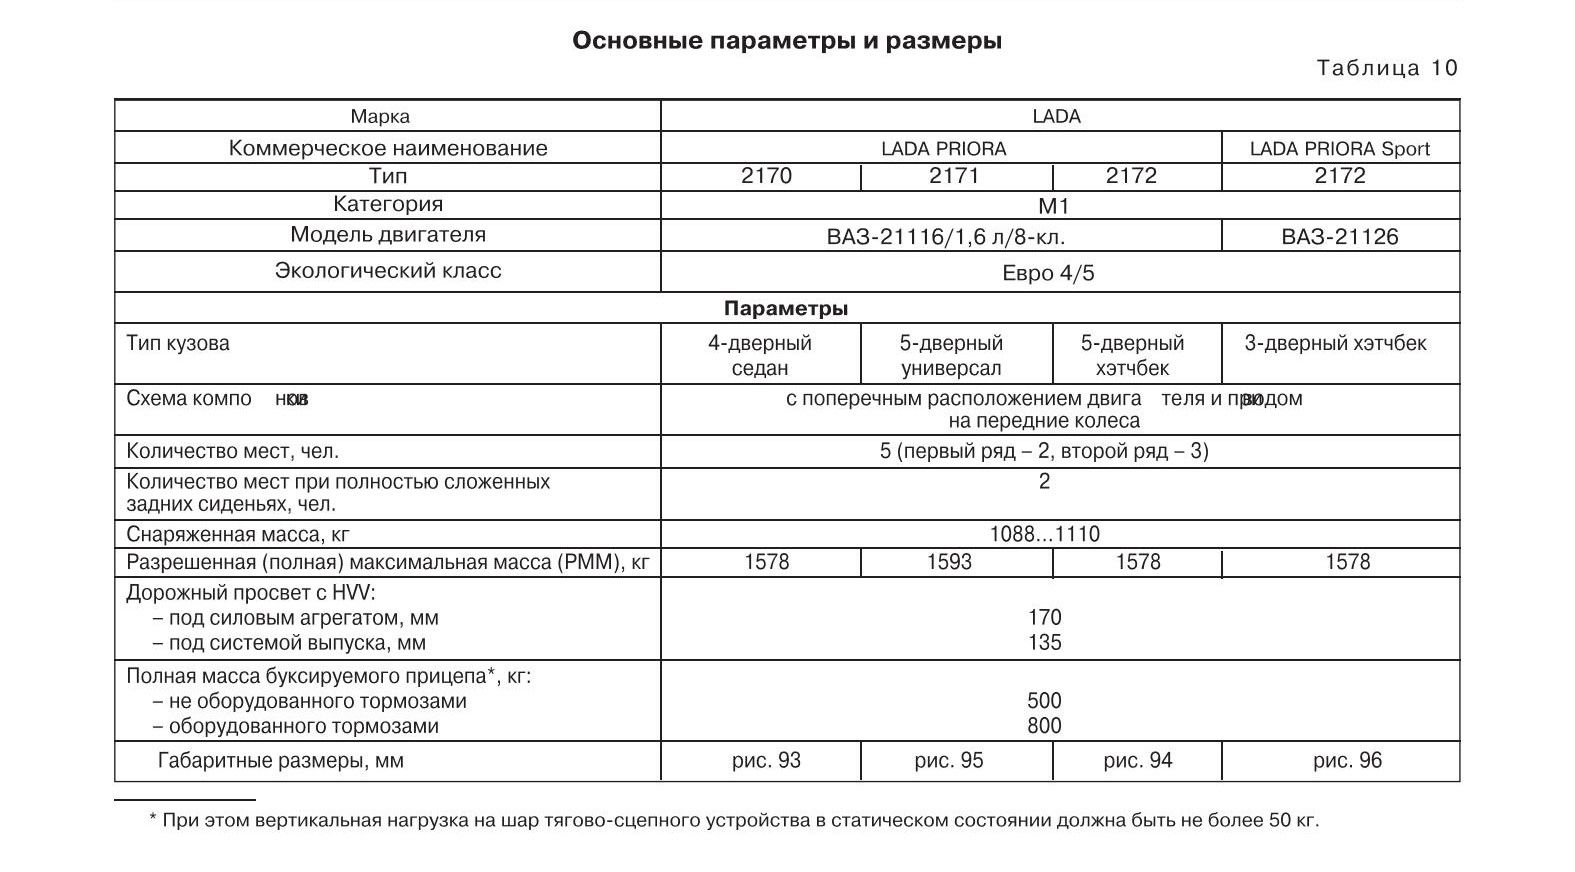 Основные параметры и размеры
Таблица 10
Марка LADA
Коммерческое наименование LADA PRIORA LADA PRIORA Sport
Тип 2170 2171 2172 2172
Категория М1
Модель двигателя ВАЗ-21116/1,6 л/8-кл. ВАЗ-21126
Экологический класс Евро 4/5
Параметры
Тип кузова 4-дверный 5-дверный 5-дверный 3-дверный хэтчбек
седан универсал хэтчбек
Схема компо с поперечным расположением двига теля и
на передние колеса
Количество мест, чел. 5 (первый ряд – 2, второй ряд – 3)
Количество мест при полностью сложенных 2
задних сиденьях, чел.
Снаряженная масса, кг 1088...1110
Разрешенная (полная) максимальная масса (РММ), кг 1578 1593 1578 1578
Дорожный просвет с HVV:
– под силовым агрегатом, мм 170
– под системой выпуска, мм 135
Полная масса буксируемого прицепа*, кг:
– не оборудованного тормозами 500
– оборудованного тормозами 800
Габаритные размеры, мм рис. 93 рис. 95 рис. 94 рис. 96
* При этом вертикальная нагрузка на шар тягово-сцепного устройства в статическом состоянии должна быть не более 50 кг.